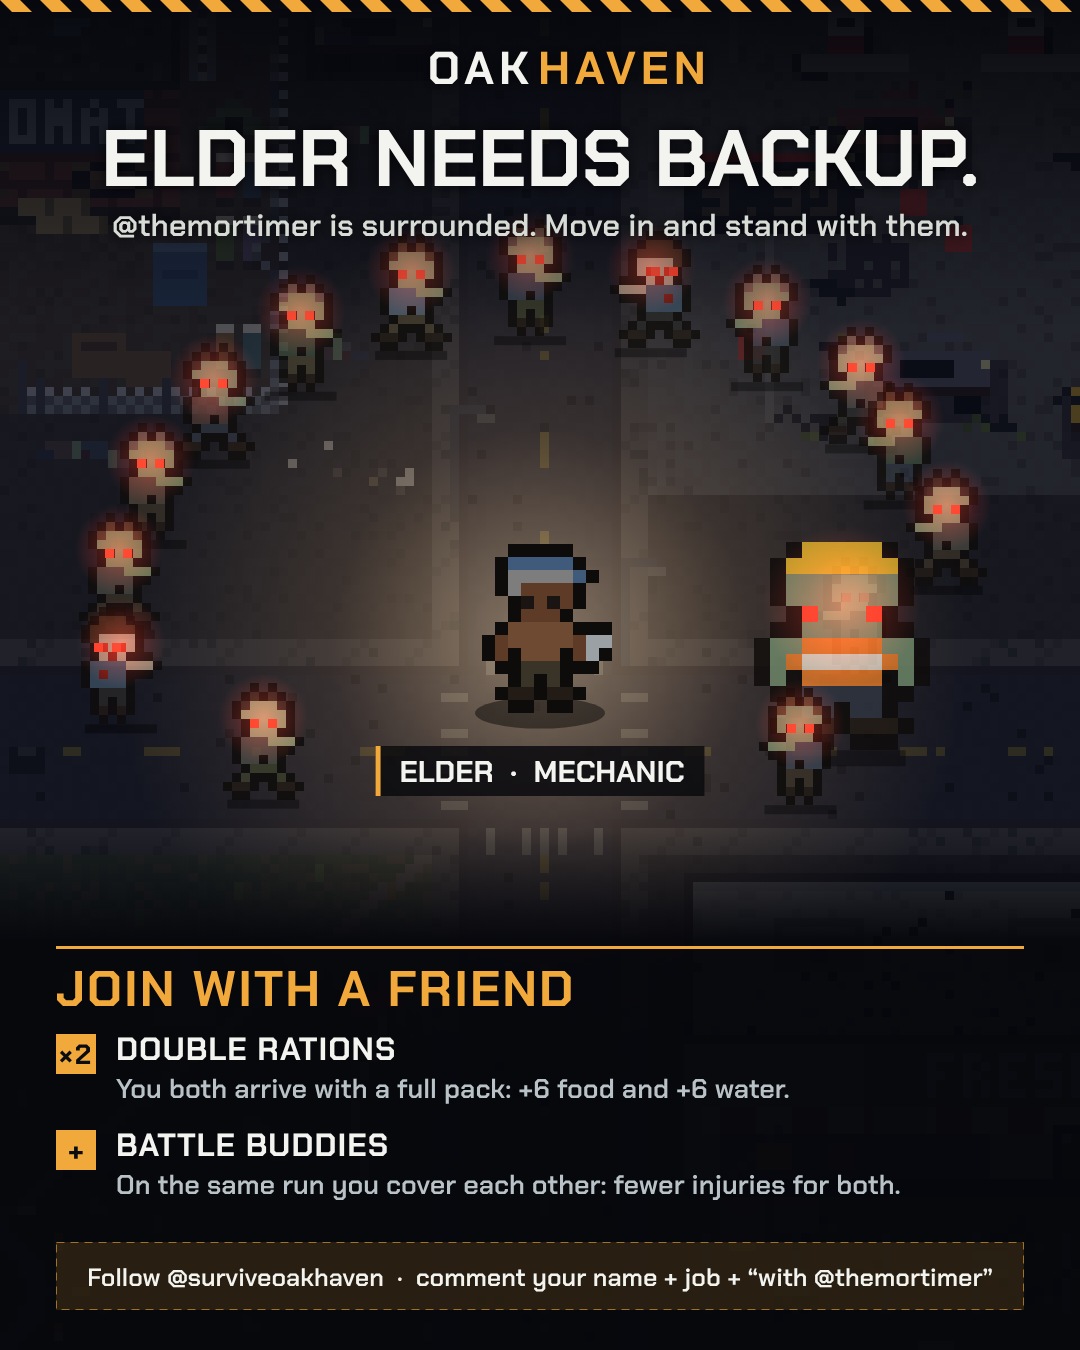 OMAT
OAKHAVEN
ELDER NEEDS BACKUP.
@themortimer is surrounded. Move in and stand with them.
ELDER · MECHANIC
JOIN WITH A FRIEND
×2 DOUBLE RATIONS
You both arrive with a full pack: +6 food and +6 water.
+ BATTLE BUDDIES
On the same run you cover each other: fewer injuries for both.
Follow @surviveoakhaven · comment your name + job + “with @themortimer”